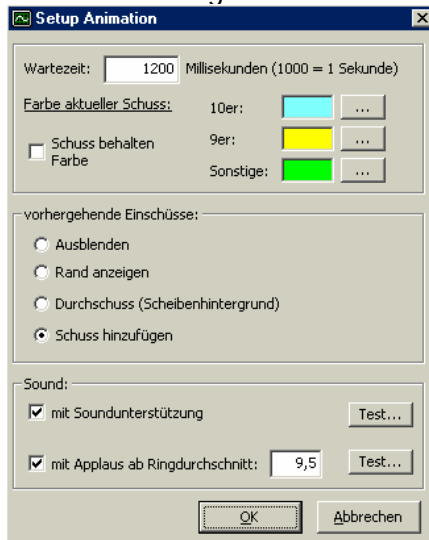 Setup Animation
Wartezeit: 1200 Millisekunden (1000 = 1 Sekunde)
Farbe aktueller Schuss: 10er: ...
Schuss behalten Farbe 9er: ...
Sonstige: ...
vorhergehende Einschüsse:
Ausblenden
Rand anzeigen
Durchschuss (Scheibenhintergrund)
Schuss hinzufügen
Sound:
mit Soundunterstützung Test...
mit Applaus ab Ringdurchschnitt: 9,5 Test...
OK Abbrechen